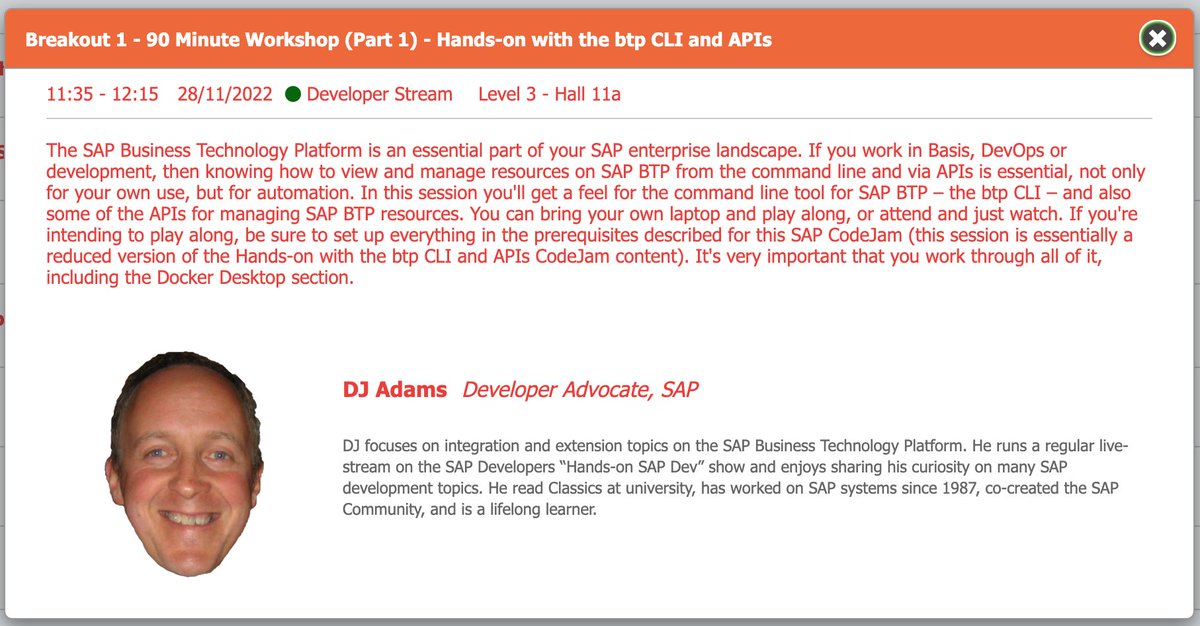 Breakout 1 - 90 Minute Workshop (Part 1) - Hands-on with the btp CLI and APIs
11:35 - 12:15 28/11/2022 Developer Stream Level 3 - Hall 11a
The SAP Business Technology Platform is an essential part of your SAP enterprise landscape. If you work in Basis, DevOps or
development, then knowing how to view and manage resources on SAP BTP from the command line and via APIs is essential, not only
for your own use, but for automation. In this session you'll get a feel for the command line tool for SAP BTP – the btp CLI – and also
some of the APIs for managing SAP BTP resources. You can bring your own laptop and play along, or attend and just watch. If you're
intending to play along, be sure to set up everything in the prerequisites described for this SAP CodeJam (this session is essentially a
reduced version of the Hands-on with the btp CLI and APIs CodeJam content). It's very important that you work through all of it,
including the Docker Desktop section.
DJ Adams Developer Advocate, SAP
DJ focuses on integration and extension topics on the SAP Business Technology Platform. He runs a regular live-
stream on the SAP Developers “Hands-on SAP Dev” show and enjoys sharing his curiosity on many SAP
development topics. He read Classics at university, has worked on SAP systems since 1987, co-created the SAP
Community, and is a lifelong learner.